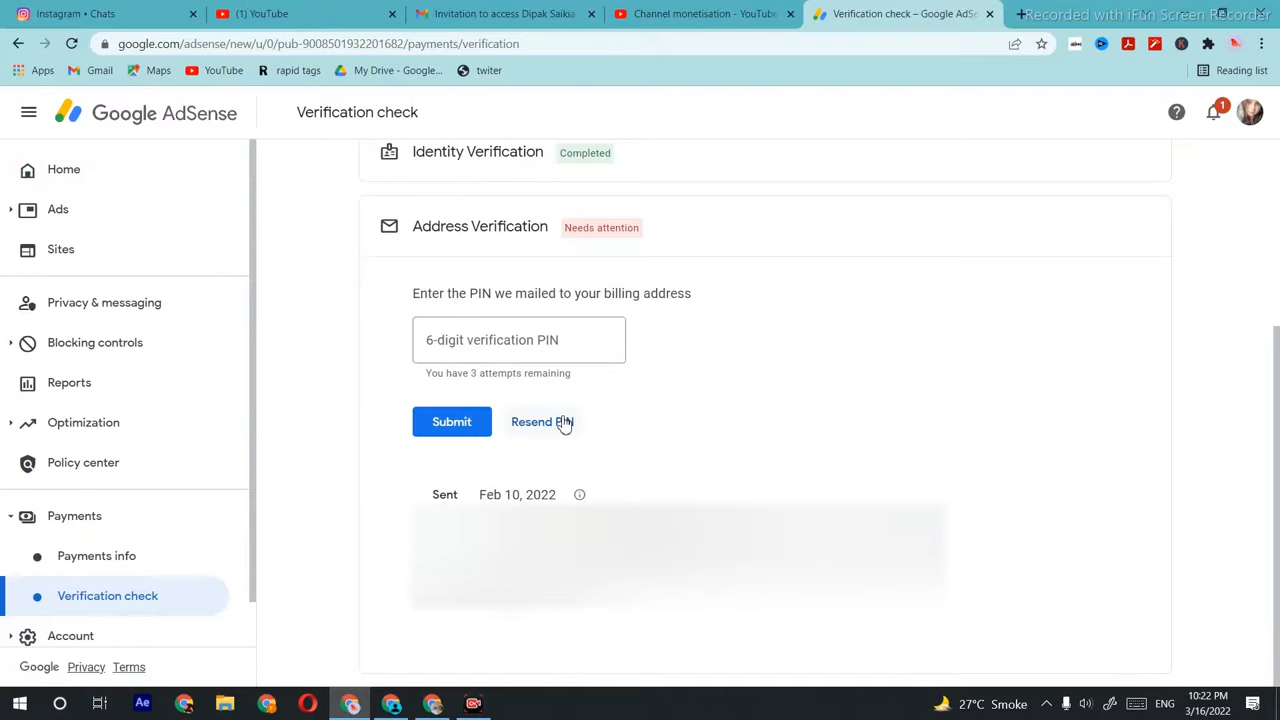 Instagram • Chats
(1) YouTube
Invitation to access Dipak Saikia
Channel monetisation - YouTube
Verification check – Google AdSe
Recorded with iFun Screen Recorder
google.com/adsense/new/u/0/pub-9008501932201682/payments/verification
Apps
Gmail
Maps
YouTube
rapid tags
My Drive - Google...
twiter
Reading list
Google AdSense
Verification check
1
Home
Ads
Sites
Privacy & messaging
Blocking controls
Reports
Optimization
Policy center
Payments
Payments info
Verification check
Account
Google Privacy Terms
Identity Verification Completed
Address Verification Needs attention
Enter the PIN we mailed to your billing address
6-digit verification PIN
You have 3 attempts remaining
Submit
Resend PIN
Sent Feb 10, 2022
27°C Smoke
ENG
10:22 PM
3/16/2022